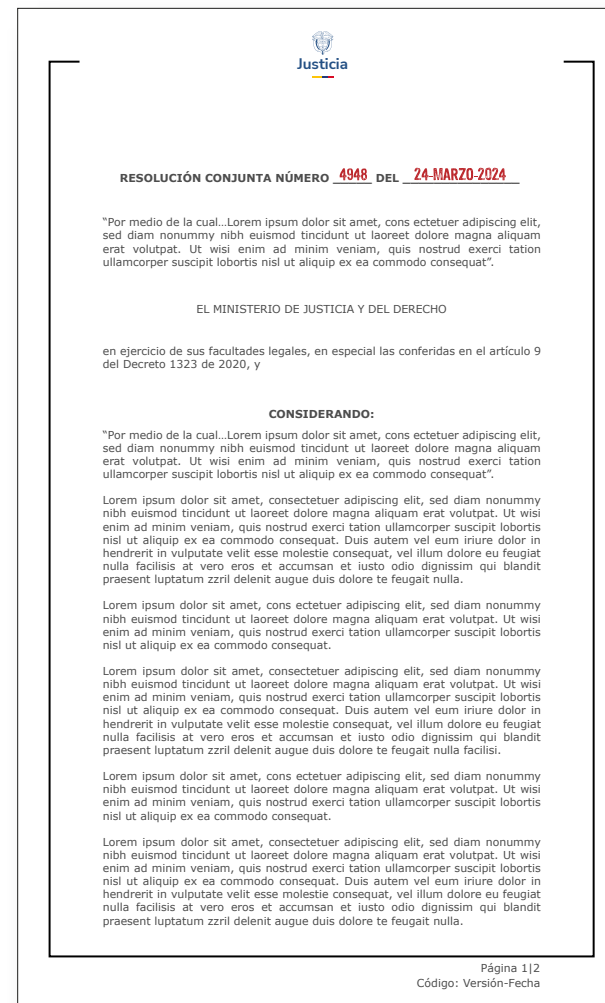 Justicia
RESOLUCIÓN CONJUNTA NÚMERO 4948 DEL 24-MARZO-2024
“Por medio de la cual...Lorem ipsum dolor sit amet, cons ectetuer adipiscing elit,
sed diam nonummy nibh euismod tincidunt ut laoreet dolore magna aliquam
erat volutpat. Ut wisi enim ad minim veniam, quis nostrud exerci tation
ullamcorper suscipit lobortis nisl ut aliquip ex ea commodo consequat”.
EL MINISTERIO DE JUSTICIA Y DEL DERECHO
en ejercicio de sus facultades legales, en especial las conferidas en el artículo 9
del Decreto 1323 de 2020, y
CONSIDERANDO:
“Por medio de la cual...Lorem ipsum dolor sit amet, cons ectetuer adipiscing elit,
sed diam nonummy nibh euismod tincidunt ut laoreet dolore magna aliquam
erat volutpat. Ut wisi enim ad minim veniam, quis nostrud exerci tation
ullamcorper suscipit lobortis nisl ut aliquip ex ea commodo consequat”.
Lorem ipsum dolor sit amet, consectetuer adipiscing elit, sed diam nonummy
nibh euismod tincidunt ut laoreet dolore magna aliquam erat volutpat. Ut wisi
enim ad minim veniam, quis nostrud exerci tation ullamcorper suscipit lobortis
nisl ut aliquip ex ea commodo consequat. Duis autem vel eum iriure dolor in
hendrerit in vulputate velit esse molestie consequat, vel illum dolore eu feugiat
nulla facilisis at vero eros et accumsan et iusto odio dignissim qui blandit
praesent luptatum zzril delenit augue duis dolore te feugait nulla.
Lorem ipsum dolor sit amet, cons ectetuer adipiscing elit, sed diam nonummy
nibh euismod tincidunt ut laoreet dolore magna aliquam erat volutpat. Ut wisi
enim ad minim veniam, quis nostrud exerci tation ullamcorper suscipit lobortis
nisl ut aliquip ex ea commodo consequat.
Lorem ipsum dolor sit amet, consectetuer adipiscing elit, sed diam nonummy
nibh euismod tincidunt ut laoreet dolore magna aliquam erat volutpat. Ut wisi
enim ad minim veniam, quis nostrud exerci tation ullamcorper suscipit lobortis
nisl ut aliquip ex ea commodo consequat. Duis autem vel eum iriure dolor in
hendrerit in vulputate velit esse molestie consequat, vel illum dolore eu feugiat
nulla facilisis at vero eros et accumsan et iusto odio dignissim qui blandit
praesent luptatum zzril delenit augue duis dolore te feugait nulla facilisi.
Lorem ipsum dolor sit amet, cons ectetuer adipiscing elit, sed diam nonummy
nibh euismod tincidunt ut laoreet dolore magna aliquam erat volutpat. Ut wisi
enim ad minim veniam, quis nostrud exerci tation ullamcorper suscipit lobortis
nisl ut aliquip ex ea commodo consequat.
Lorem ipsum dolor sit amet, consectetuer adipiscing elit, sed diam nonummy
nibh euismod tincidunt ut laoreet dolore magna aliquam erat volutpat. Ut wisi
enim ad minim veniam, quis nostrud exerci tation ullamcorper suscipit lobortis
nisl ut aliquip ex ea commodo consequat. Duis autem vel eum iriure dolor in
hendrerit in vulputate velit esse molestie consequat, vel illum dolore eu feugiat
nulla facilisis at vero eros et accumsan et iusto odio dignissim qui blandit
praesent luptatum zzril delenit augue duis dolore te feugait nulla.
Página 1|2
Código: Versión-Fecha